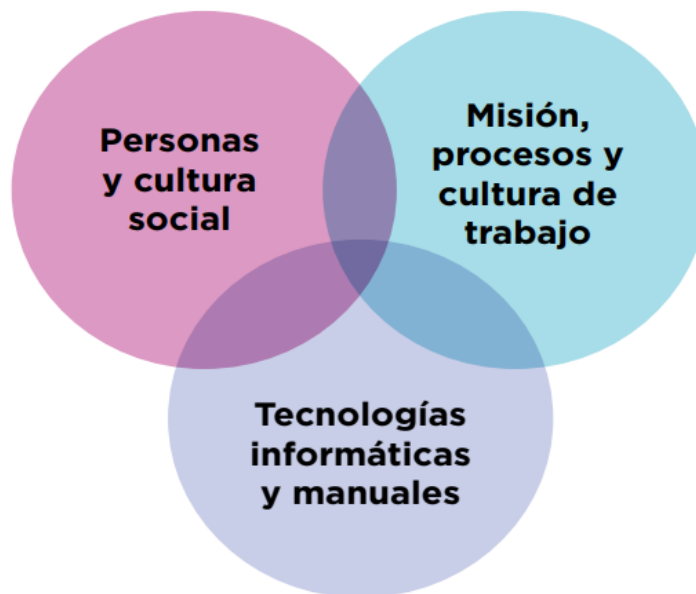 Personas
y cultura
social
Misión,
procesos y
cultura de
trabajo
Tecnologías
informáticas
y manuales